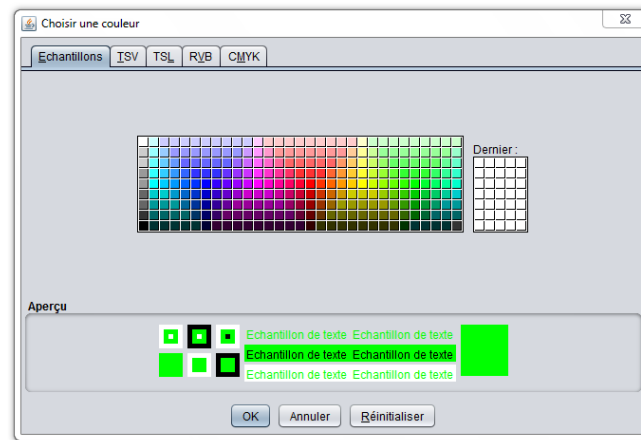 Choisir une couleur
Echantillons TSV TSL RVB CMYK
Dernier :
Aperçu
Echantillon de texte Echantillon de texte
Echantillon de texte Echantillon de texte
Echantillon de texte Echantillon de texte
OK Annuler Réinitialiser